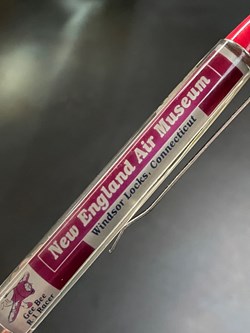 New England Air Museum
Windsor Locks, Connecticut
Gee Bee
R.1 Racer